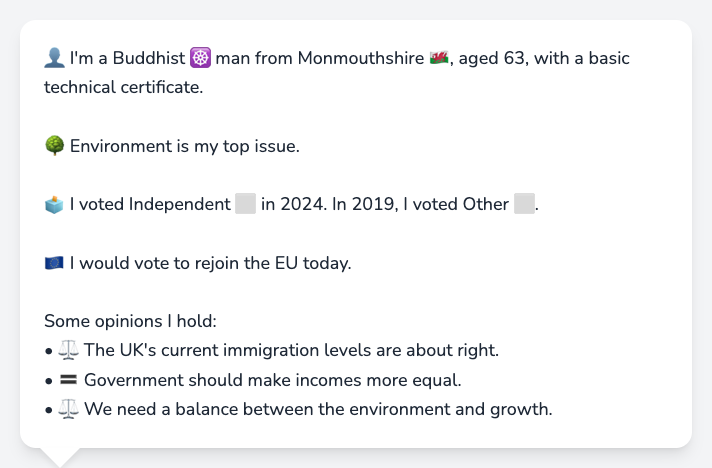 👤 I'm a Buddhist ☸️ man from Monmouthshire 🏴󠁧󠁢󠁷󠁬󠁳󠁿, aged 63, with a basic
technical certificate.
🌳 Environment is my top issue.
🗳️ I voted Independent ⬜ in 2024. In 2019, I voted Other ⬜.
🇪🇺 I would vote to rejoin the EU today.
Some opinions I hold:
• ⚖️ The UK's current immigration levels are about right.
• 🟰 Government should make incomes more equal.
• ⚖️ We need a balance between the environment and growth.